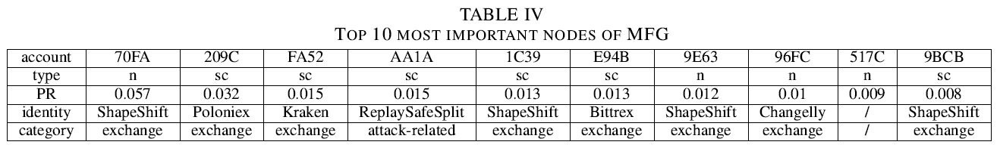 TABLE IV
TOP 10 MOST IMPORTANT NODES OF MFG
account 70FA 209C FA52 AA1A 1C39 E94B 9E63 96FC 517C 9BCB
type n sc sc sc sc sc n n n sc
PR 0.057 0.032 0.015 0.015 0.013 0.013 0.012 0.01 0.009 0.008
identity ShapeShift Poloniex Kraken ReplaySafeSplit ShapeShift Bittrex ShapeShift Changelly / ShapeShift
category exchange exchange exchange attack-related exchange exchange exchange exchange / exchange